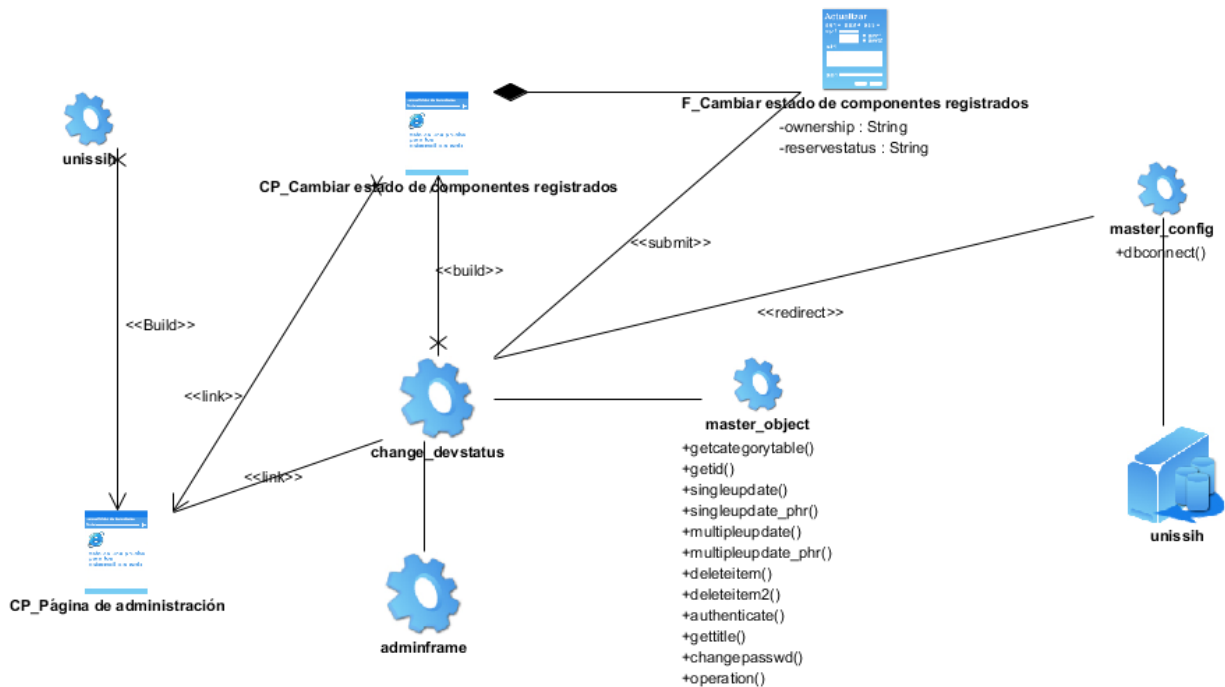 Actualizar
F_Cambiar estado de componentes registrados
-ownership : String
-reservestatus : String
unissih
CP_Cambiar estado de componentes registrados
master_config
+dbconnect()
<<submit>>
<<build>>
<<redirect>>
<<Build>>
<<link>>
change_devstatus
<<link>>
master_object
+getcategorytable()
+getid()
+singleupdate()
+singleupdate_phr()
+multipleupdate()
+multipleupdate_phr()
+deleteitem()
+deleteitem2()
+authenticate()
+gettitle()
+changepasswd()
+operation()
unissih
CP_Página de administración
adminframe